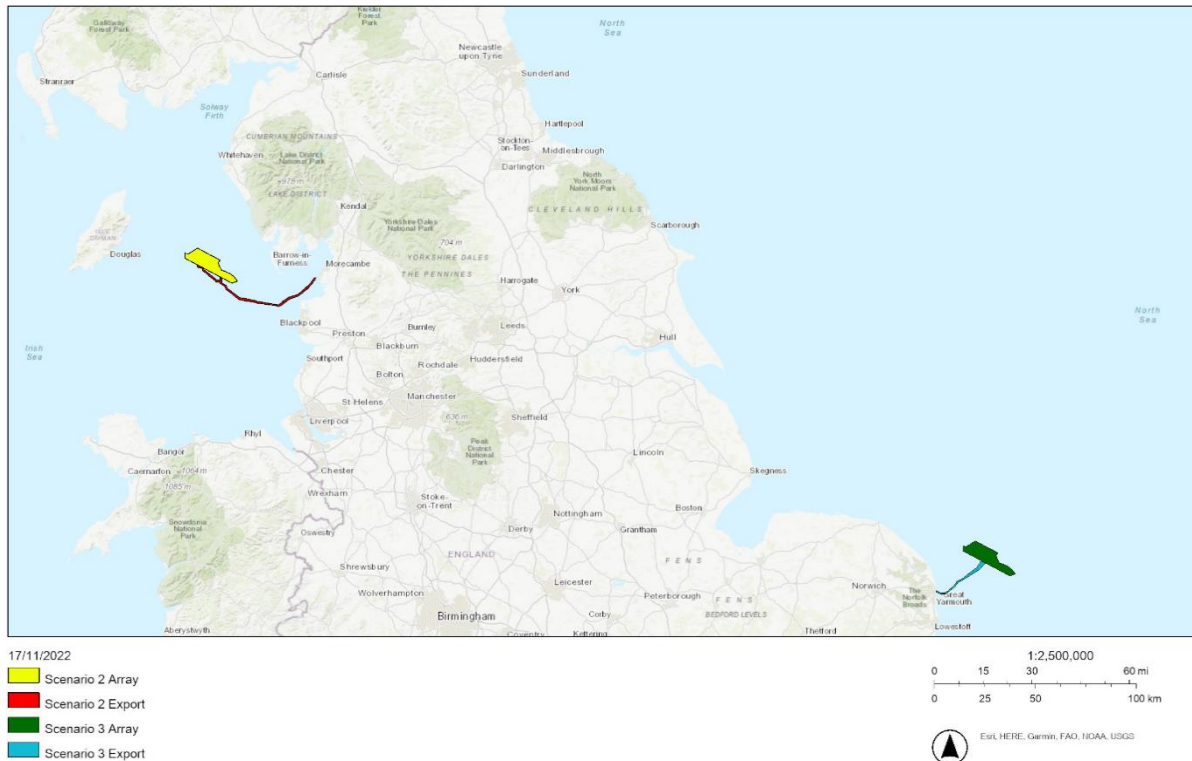 Galloway
Forest Park
Kielder
Forest
Park
North
Sea
Newcastle
upon Tyne
Stranraer
Carlisle
Sunderland
Solway
Firth
Hartlepool
CUMBRIAN MOUNTAINS
Stockton-
on-Tees
Middlesbrough
Whitehaven
Lake District
National Park
Darlington
North
York Moors
National Park
LAKE DISTRICT
Kendal
CLEVELAND HILLS
Yorkshire Dales
National Park
Scarborough
704 m
Douglas
Barrow-in-
Furness
Morecambe
YORKSHIRE DALES
THE PENNINES
Harrogate
York
North
Sea
Blackpool
Preston
Burnley
Leeds
Hull
Irish
Sea
Blackburn
Southport
Rochdale
Huddersfield
Bolton
St Helens
Manchester
636 m
Sheffield
Liverpool
Rhyl
Peak
District
National
Park
Lincoln
Bangor
Skegness
Caernarfon
1064 m
Chester
1085 m
Wrexham
Stoke-
on-Trent
Boston
Snowdonia
National
Park
Nottingham
Grantham
Derby
Oswestry
ENGLAND
FENS
Shrewsbury
Leicester
Norwich
The
Norfolk
Broads
Great
Yarmouth
Wolverhampton
Peterborough
FENS
Corby
BEDFORD LEVELS
Birmingham
Lowestoft
Aberystwyth
Coventry
Kettering
Thetford
17/11/2022
Scenario 2 Array
Scenario 2 Export
Scenario 3 Array
Scenario 3 Export
1:2,500,000
0 15 30 60 mi
0 25 50 100 km
Esri, HERE, Garmin, FAO, NOAA, USGS